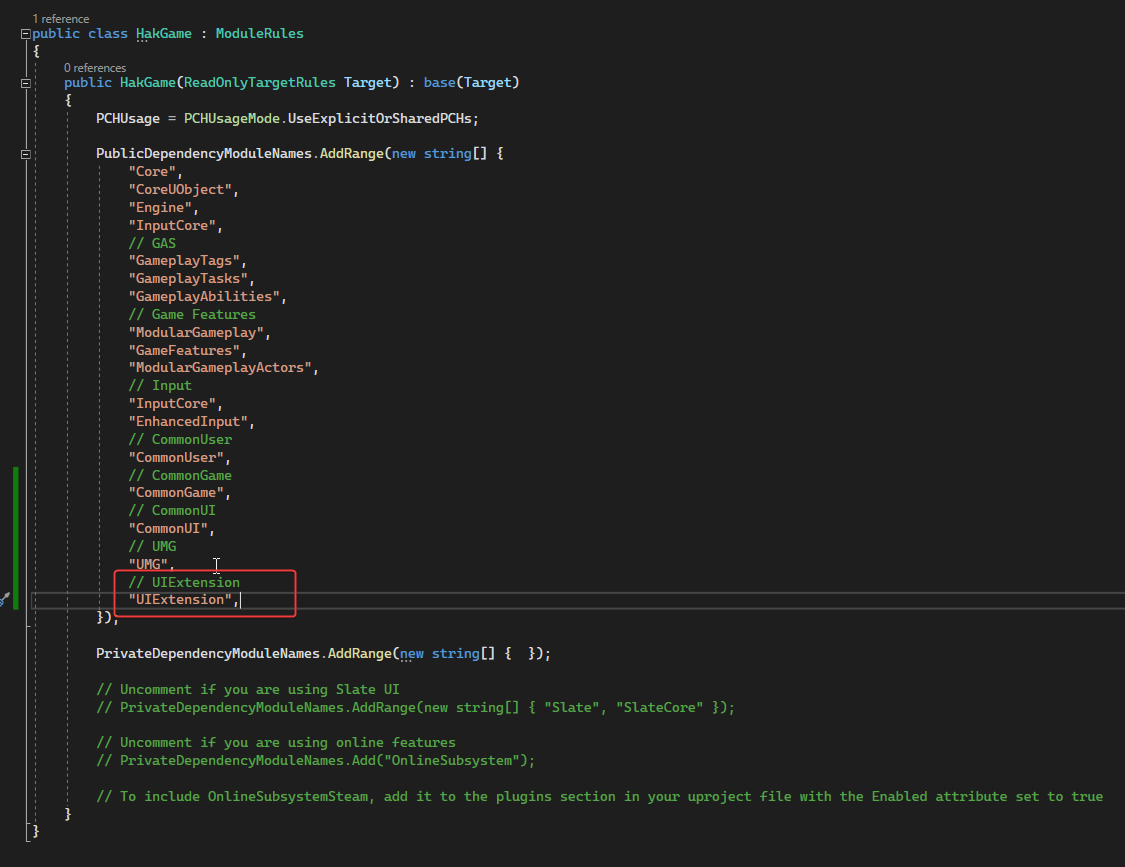 1 reference
public class HakGame : ModuleRules
{
0 references
public HakGame(ReadOnlyTargetRules Target) : base(Target)
{
PCHUsage = PCHUsageMode.UseExplicitOrSharedPCHs;
PublicDependencyModuleNames.AddRange(new string[] {
"Core",
"CoreUObject",
"Engine",
"InputCore",
// GAS
"GameplayTags",
"GameplayTasks",
"GameplayAbilities",
// Game Features
"ModularGameplay",
"GameFeatures",
"ModularGameplayActors",
// Input
"InputCore",
"EnhancedInput",
// CommonUser
"CommonUser",
// CommonGame
"CommonGame",
// CommonUI
"CommonUI",
// UMG
"UMG",
// UIExtension
"UIExtension",
});
PrivateDependencyModuleNames.AddRange(new string[] {  });
// Uncomment if you are using Slate UI
// PrivateDependencyModuleNames.AddRange(new string[] { "Slate", "SlateCore" });
// Uncomment if you are using online features
// PrivateDependencyModuleNames.Add("OnlineSubsystem");
// To include OnlineSubsystemSteam, add it to the plugins section in your uproject file with the Enabled attribute set to true
}
}